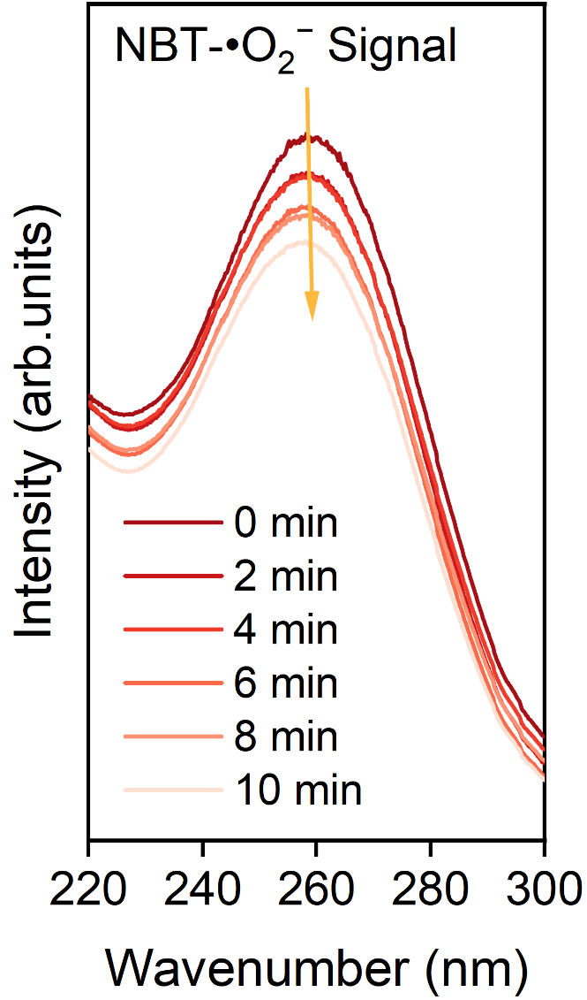 NBT-•O₂⁻ Signal
Intensity (arb.units)
0 min
2 min
4 min
6 min
8 min
10 min
220 240 260 280 300
Wavenumber (nm)